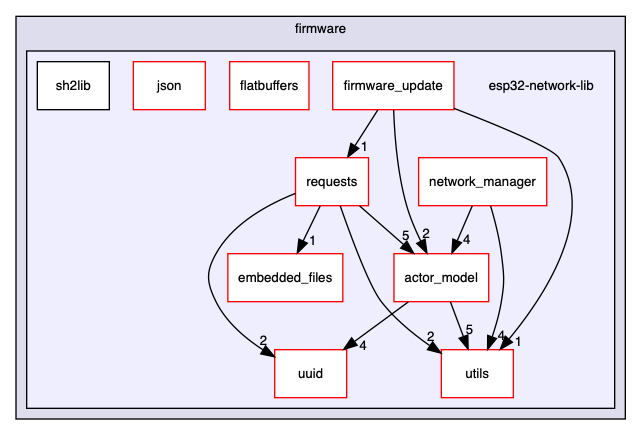 firmware
sh2lib
json
flatbuffers
firmware_update
esp32-network-lib
1
requests
network_manager
5
2
4
1
embedded_files
actor_model
2
4
2
5
4
1
uuid
utils